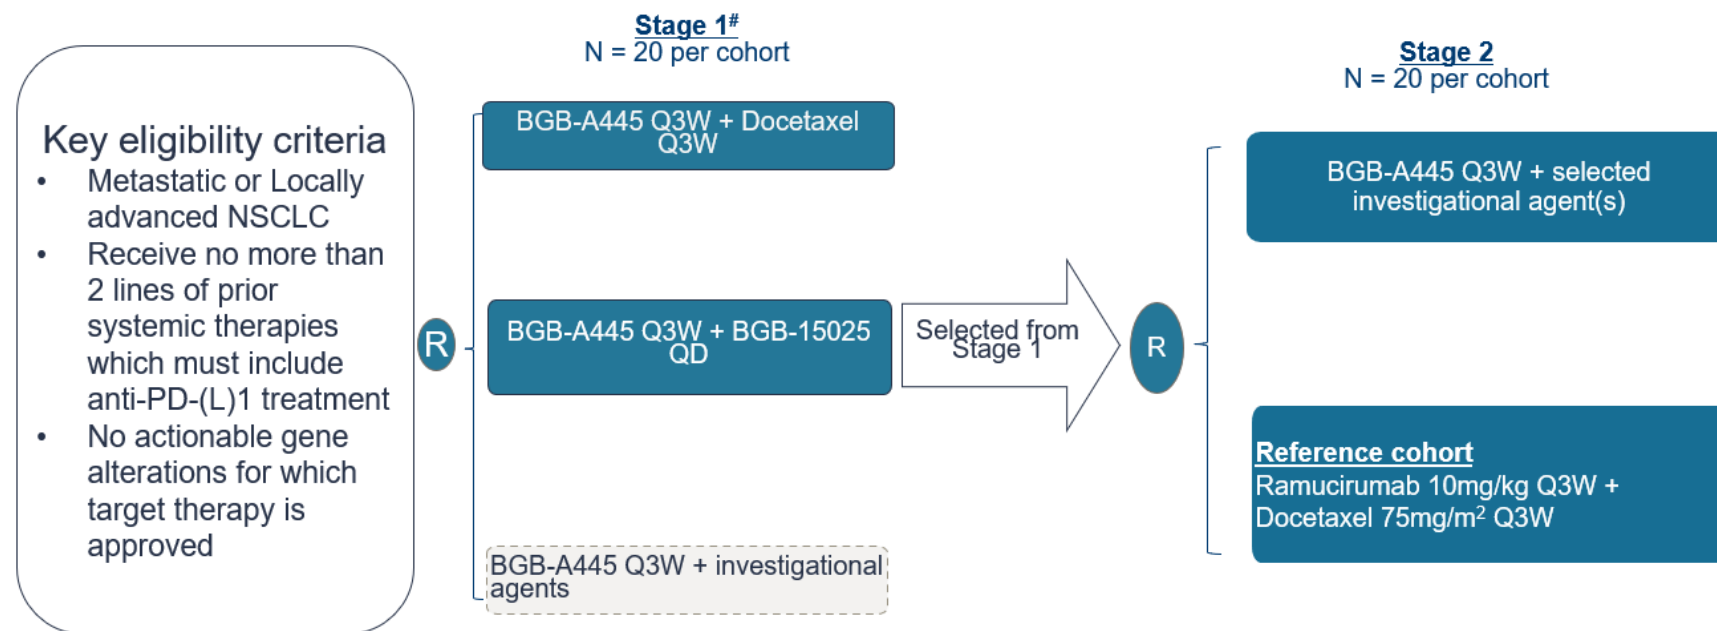 Key eligibility criteria
• Metastatic or Locally
advanced NSCLC
• Receive no more than
2 lines of prior
systemic therapies
which must include
anti-PD-(L)1 treatment
• No actionable gene
alterations for which
target therapy is
approved
R
Stage 1#
N = 20 per cohort
BGB-A445 Q3W + Docetaxel
Q3W
BGB-A445 Q3W + BGB-15025
QD
BGB-A445 Q3W + investigational
agents
Selected from
Stage 1
R
Stage 2
N = 20 per cohort
BGB-A445 Q3W + selected
investigational agent(s)
Reference cohort
Ramucirumab 10mg/kg Q3W +
Docetaxel 75mg/m² Q3W